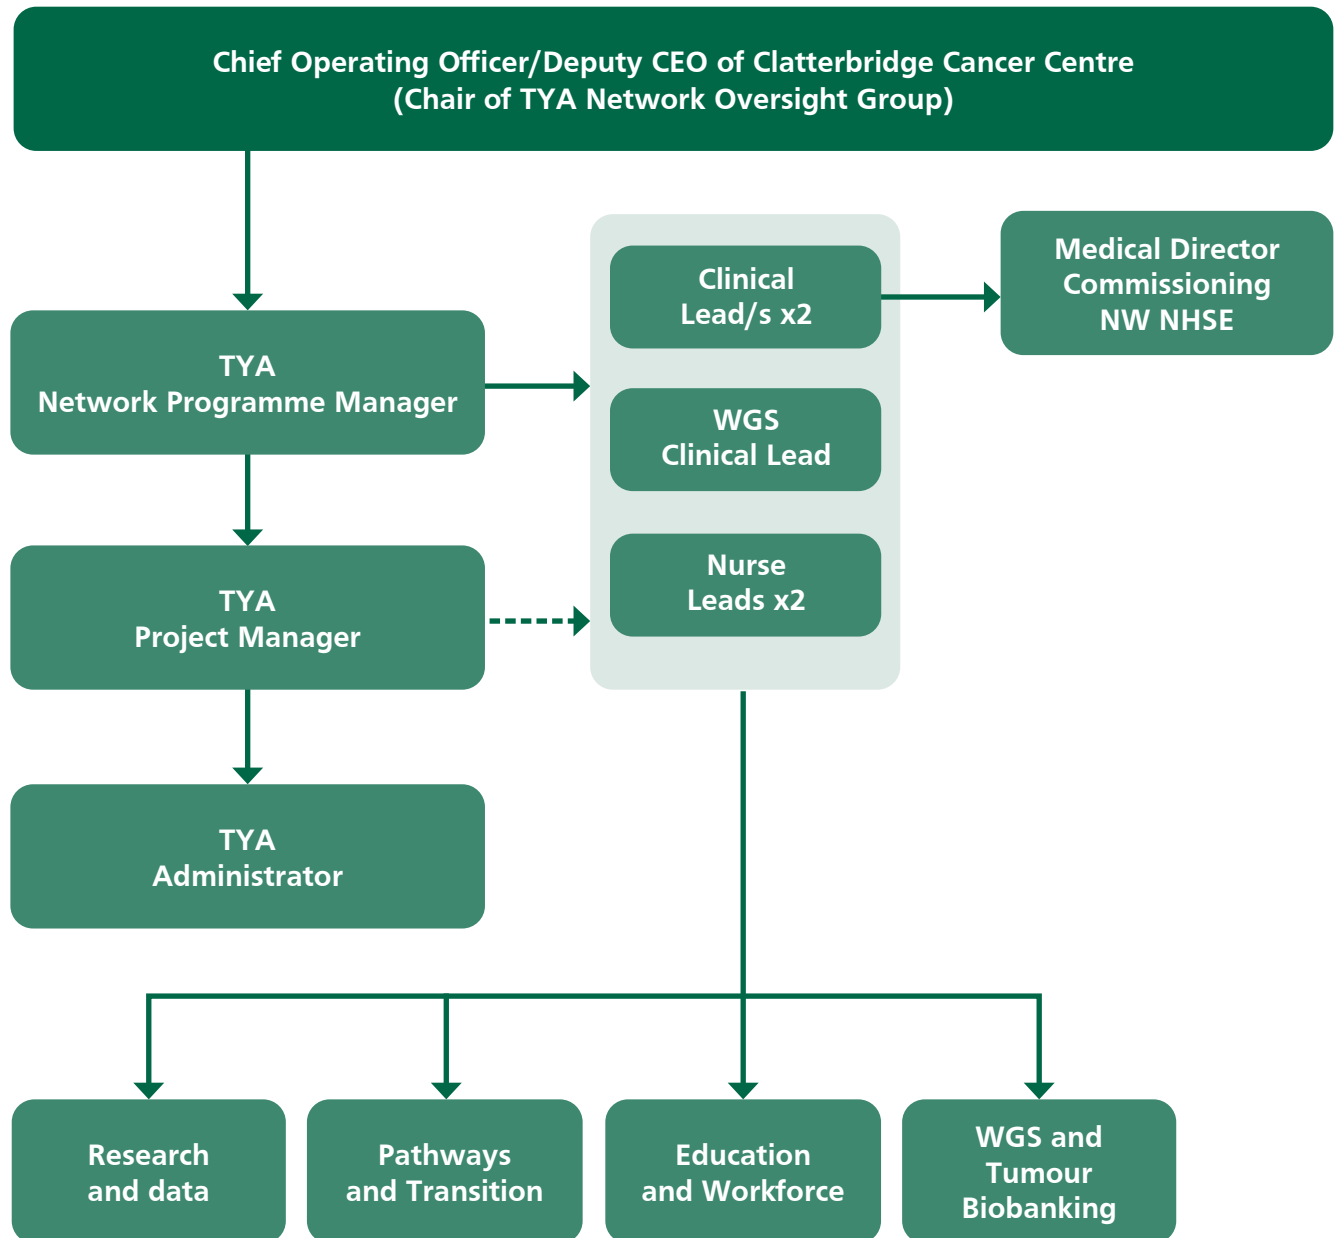 Chief Operating Officer/Deputy CEO of Clatterbridge Cancer Centre
(Chair of TYA Network Oversight Group)
TYA
Network Programme Manager
Clinical
Lead/s x2
Medical Director
Commissioning
NW NHSE
WGS
Clinical Lead
TYA
Project Manager
Nurse
Leads x2
TYA
Administrator
Research
and data
Pathways
and Transition
Education
and Workforce
WGS and
Tumour
Biobanking